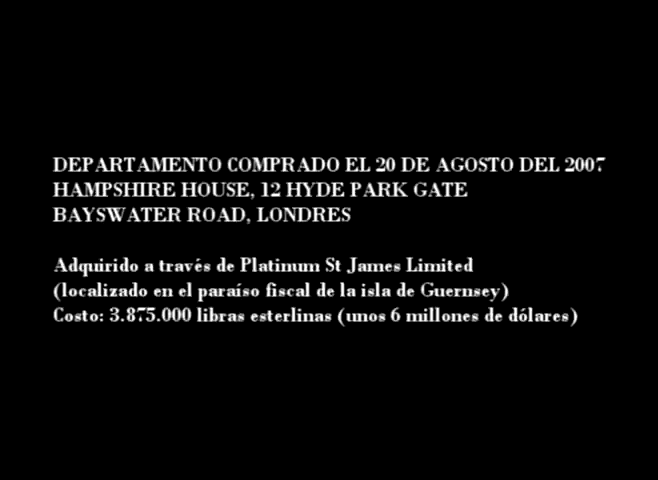 DEPARTAMENTO COMPRADO EL 20 DE AGOSTO DEL 2007
HAMPSHIRE HOUSE, 12 HYDE PARK GATE
BAYSWATER ROAD, LONDRES
Adquirido a través de Platinum St James Limited
(localizado en el paraíso fiscal de la isla de Guernsey)
Costo: 3.875.000 libras esterlinas (unos 6 millones de dólares)